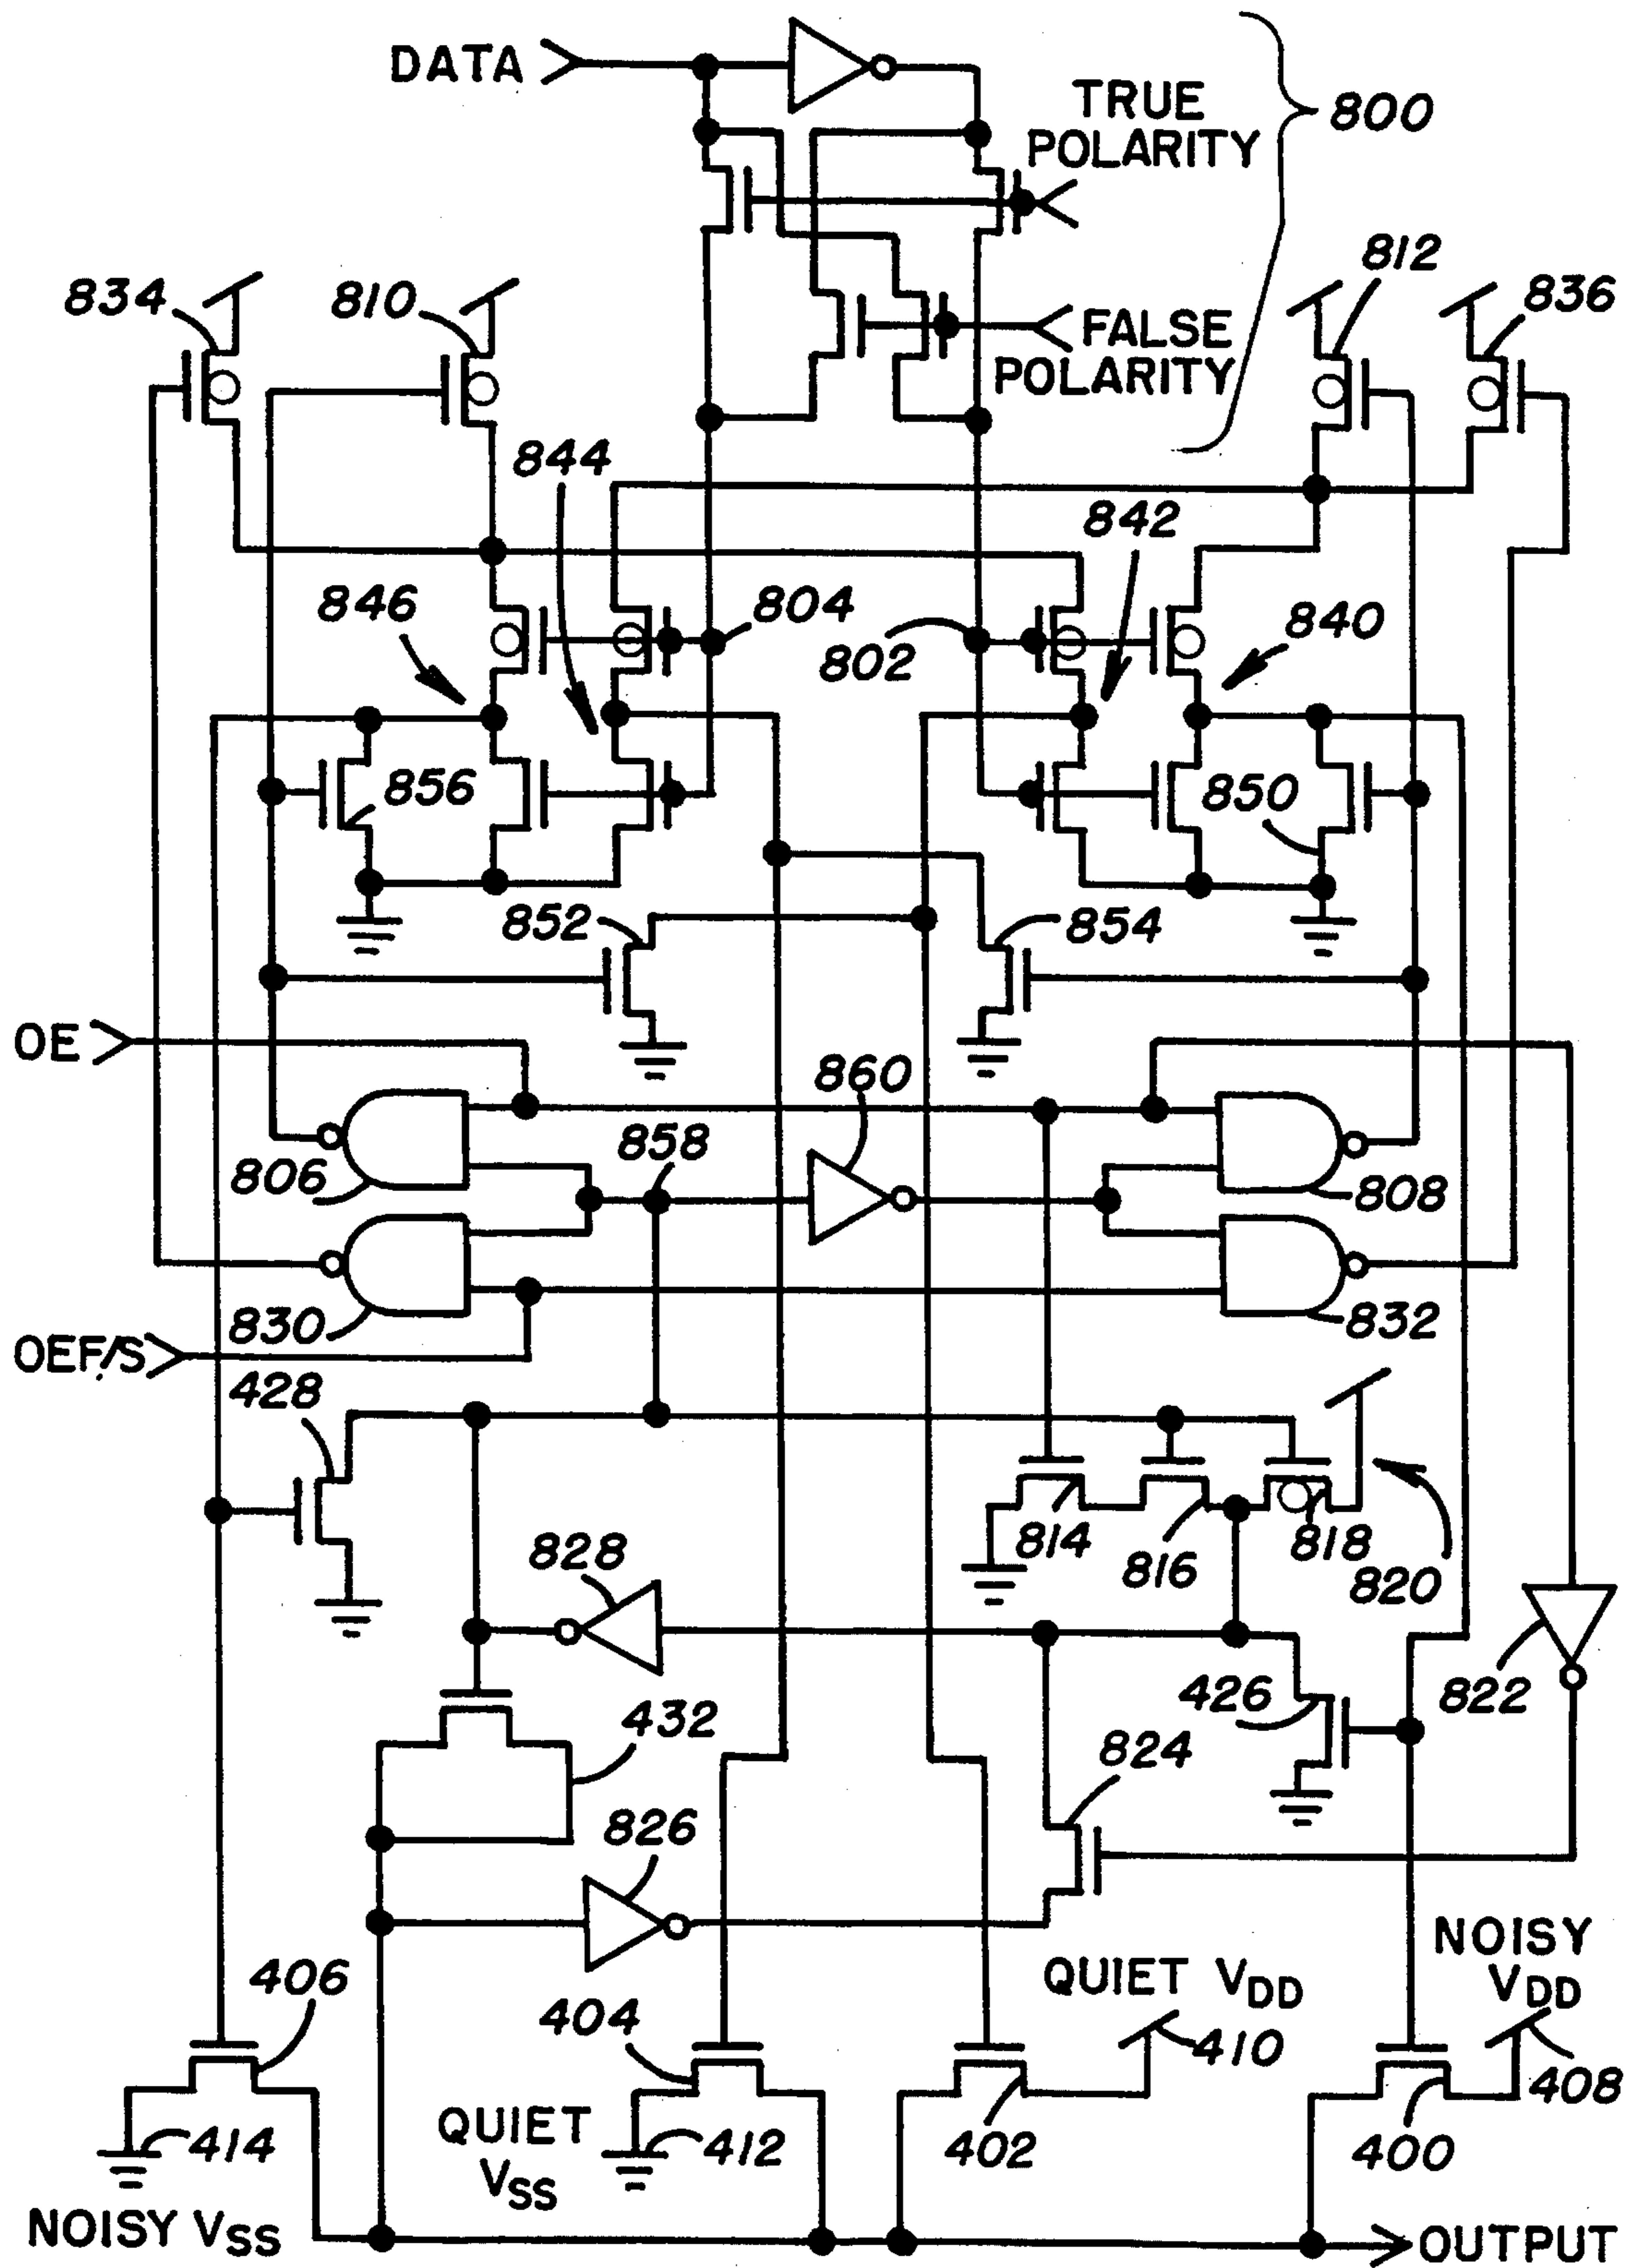 DATA
TRUE
POLARITY
800
812
834
810
836
FALSE
POLARITY
844
842
846
804
840
802
856
850
852
854
OE
860
858
806
808
830
832
OEF/S
428
814
816
818
820
828
822
426
432
824
826
NOISY
VDD
QUIET VDD
406
404
410
408
QUIET
VSS
414
412
402
400
NOISY VSS
OUTPUT